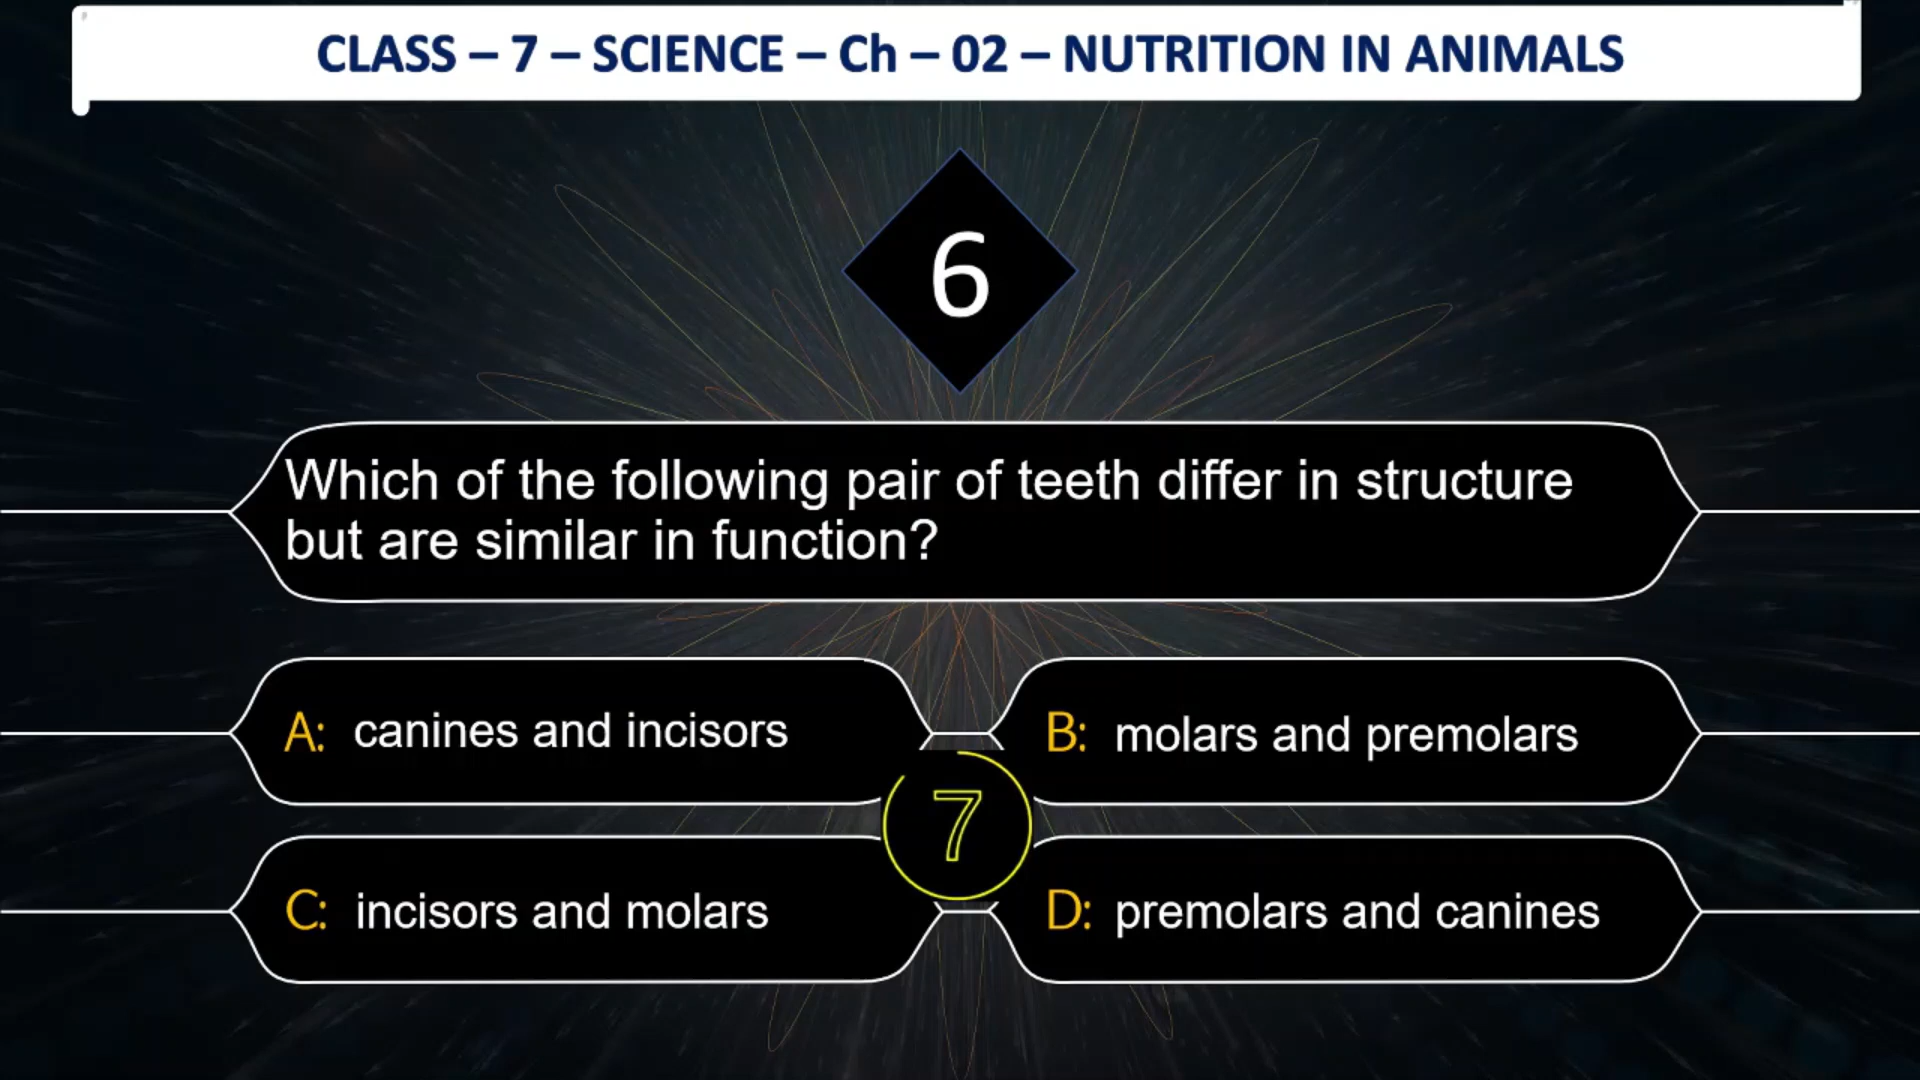 CLASS – 7 – SCIENCE – Ch – 02 – NUTRITION IN ANIMALS
6
Which of the following pair of teeth differ in structure
but are similar in function?
A: canines and incisors
B: molars and premolars
7
C: incisors and molars
D: premolars and canines